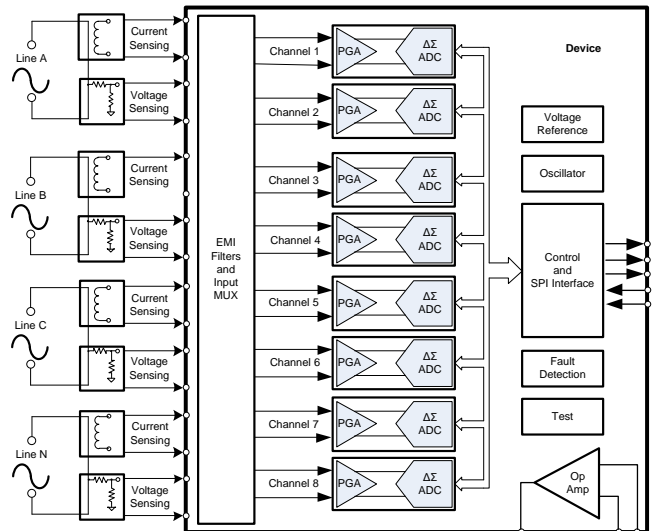 Line A
Current
Sensing
Voltage
Sensing
Line B
Current
Sensing
Voltage
Sensing
Line C
Current
Sensing
Voltage
Sensing
Line N
Current
Sensing
Voltage
Sensing
EMI
Filters
and
Input
MUX
Channel 1
PGA
ΔΣ
ADC
Channel 2
PGA
ΔΣ
ADC
Channel 3
PGA
ΔΣ
ADC
Channel 4
PGA
ΔΣ
ADC
Channel 5
PGA
ΔΣ
ADC
Channel 6
PGA
ΔΣ
ADC
Channel 7
PGA
ΔΣ
ADC
Channel 8
PGA
ΔΣ
ADC
Device
Voltage
Reference
Oscillator
Control
and
SPI Interface
Fault
Detection
Test
Op
Amp